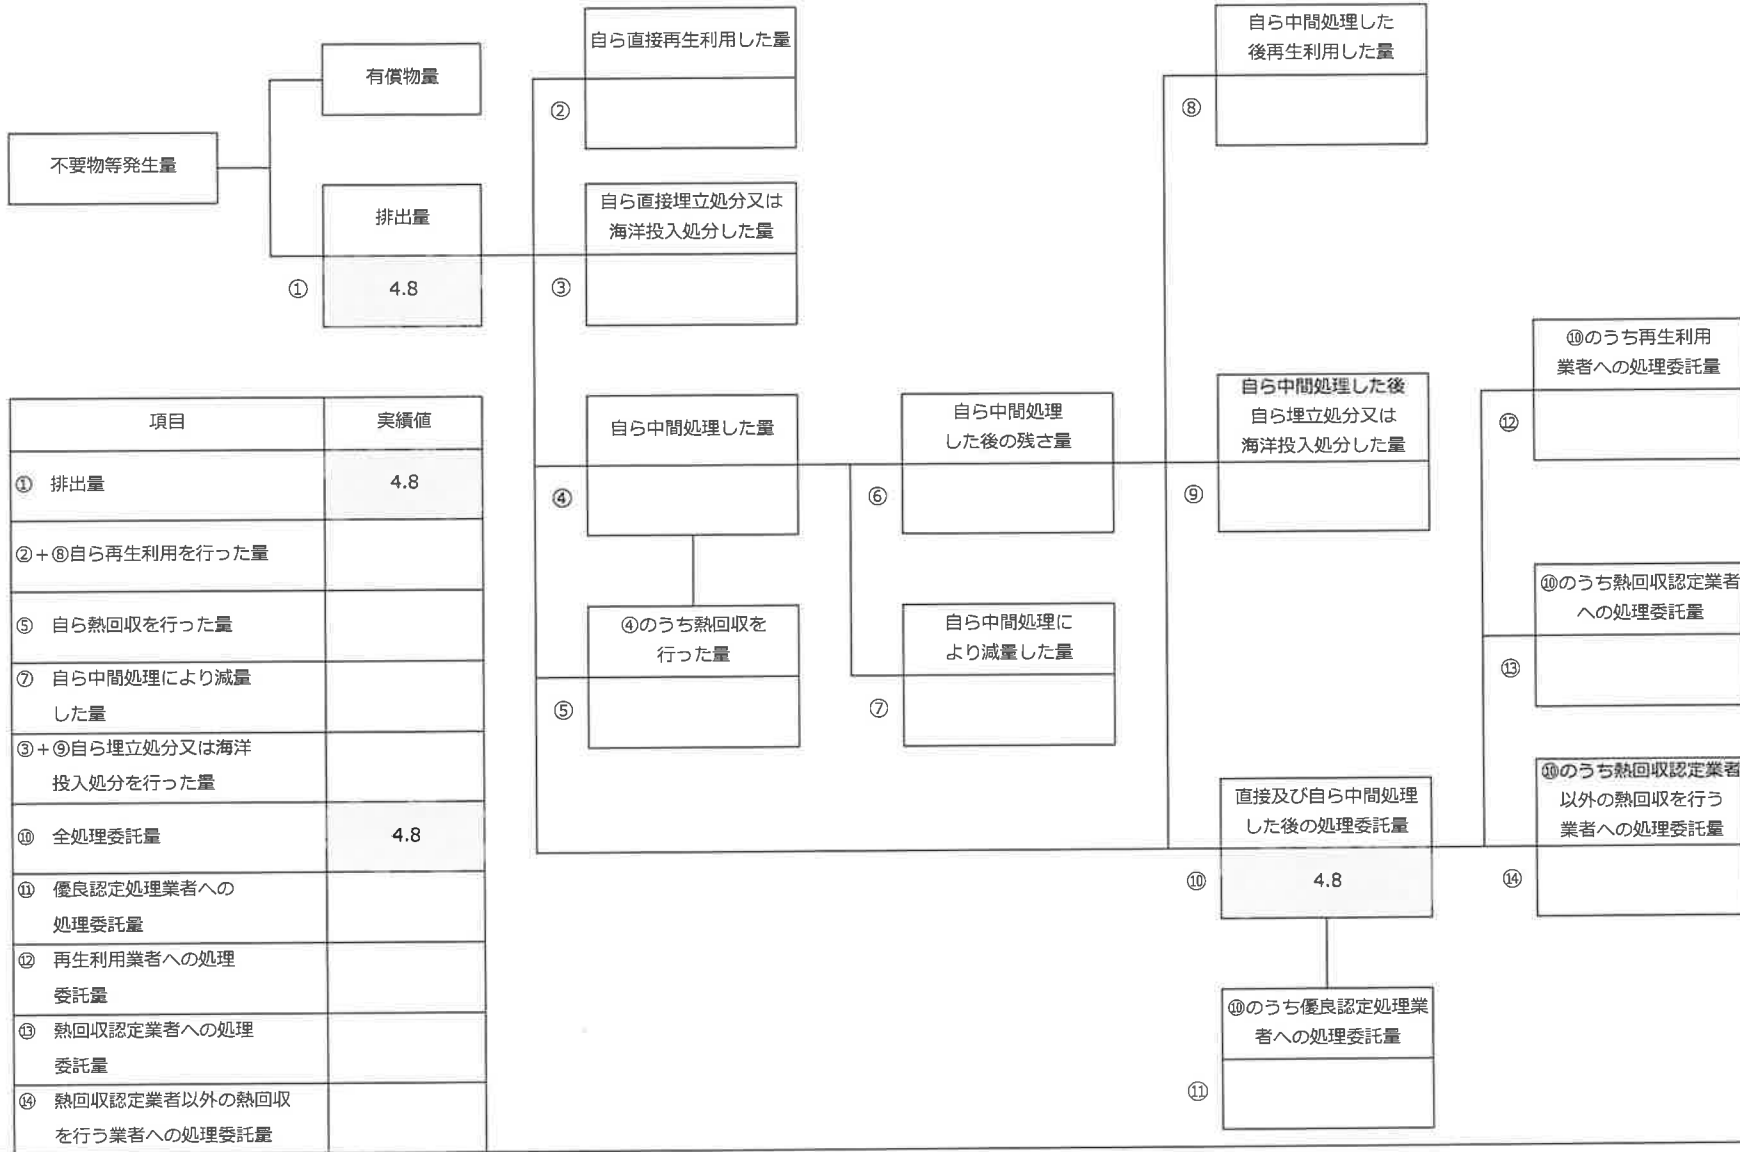 不要物等発生量
有償物量
排出量
①
4.8
自ら直接再生利用した量
②
自ら直接埋立処分又は
海洋投入処分した量
③
自ら中間処理した量
④
④のうち熱回収を
行った量
⑤
自ら中間処理
した後の残さ量
⑥
自ら中間処理に
より減量した量
⑦
自ら中間処理した
後再生利用した量
⑧
自ら中間処理した後
自ら埋立処分又は
海洋投入処分した量
⑨
直接及び自ら中間処理
した後の処理委託量
⑩
4.8
⑩のうち優良認定処理業
者への処理委託量
⑪
⑩のうち再生利用
業者への処理委託量
⑫
⑩のうち熱回収認定業者
への処理委託量
⑬
⑩のうち熱回収認定業者
以外の熱回収を行う
業者への処理委託量
⑭
項目 実績値
① 排出量 4.8
②+⑧自ら再生利用を行った量
⑤ 自ら熱回収を行った量
⑦ 自ら中間処理により減量
した量
③+⑨自ら埋立処分又は海洋
投入処分を行った量
⑩ 全処理委託量 4.8
⑪ 優良認定処理業者への
処理委託量
⑫ 再生利用業者への処理
委託量
⑬ 熱回収認定業者への処理
委託量
⑭ 熱回収認定業者以外の熱回収
を行う業者への処理委託量